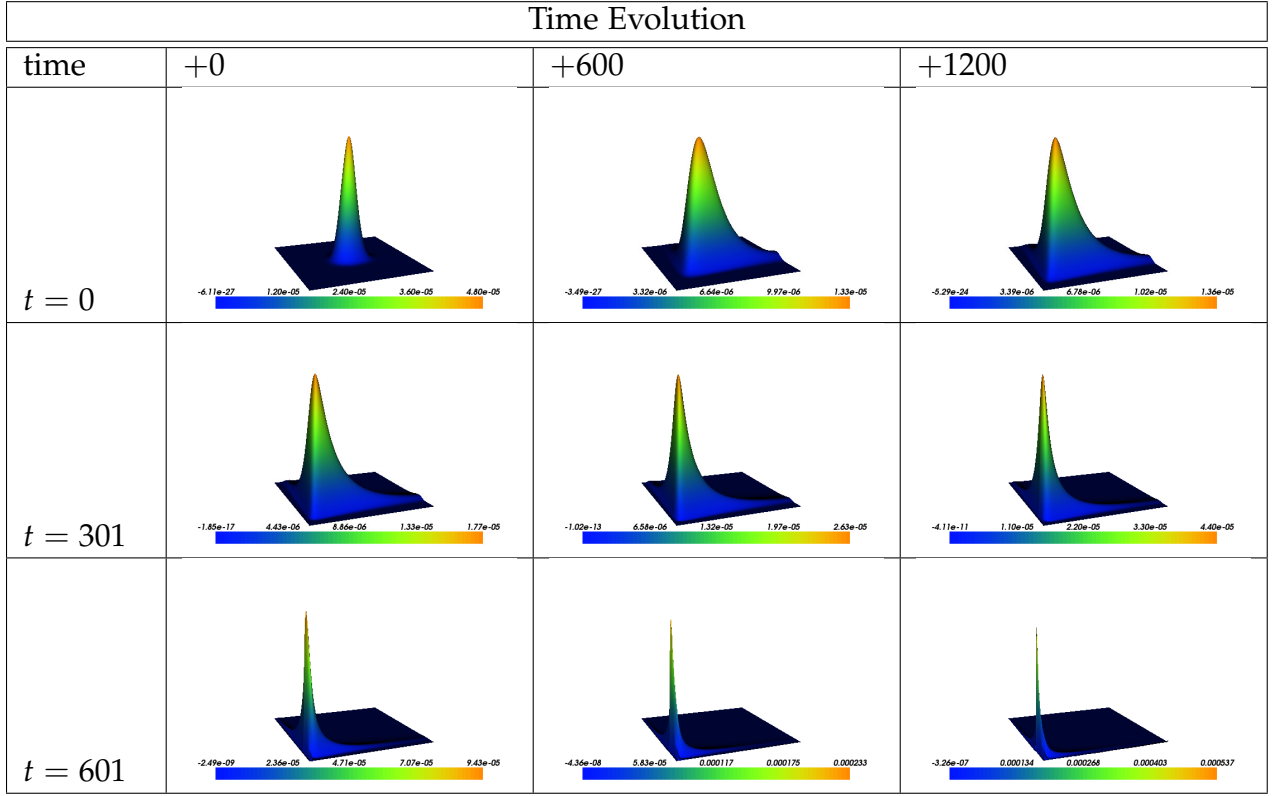 Time Evolution
time +0 +600 +1200
t = 0
-6.11e-27 1.20e-05 2.40e-05 3.60e-05 4.80e-05
-3.49e-27 3.32e-06 6.64e-06 9.97e-06 1.33e-05
-5.29e-24 3.39e-06 6.78e-06 1.02e-05 1.36e-05
t = 301
-1.85e-17 4.43e-06 8.86e-06 1.33e-05 1.77e-05
-1.02e-13 6.58e-06 1.32e-05 1.97e-05 2.63e-05
-4.11e-11 1.10e-05 2.20e-05 3.30e-05 4.40e-05
t = 601
-2.49e-09 2.36e-05 4.71e-05 7.07e-05 9.43e-05
-4.36e-08 5.83e-05 0.000117 0.000175 0.000233
-3.26e-07 0.000134 0.000268 0.000403 0.000537